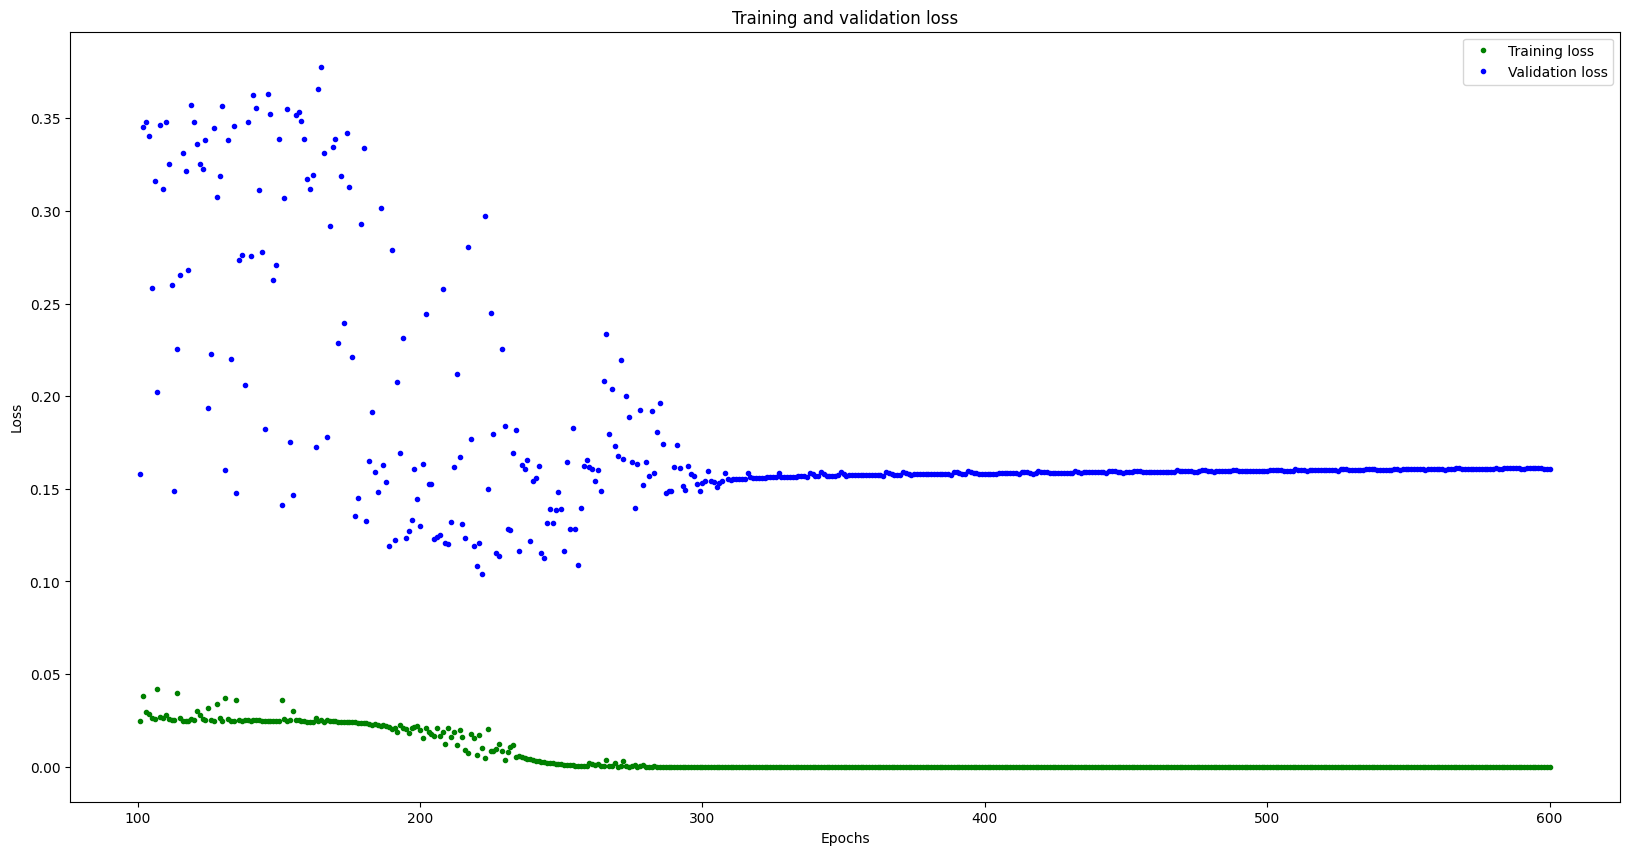 Training and validation loss
Training loss
Validation loss
0.35
0.30
0.25
0.20
0.15
0.10
0.05
0.00
Loss
100 200 300 400 500 600
Epochs